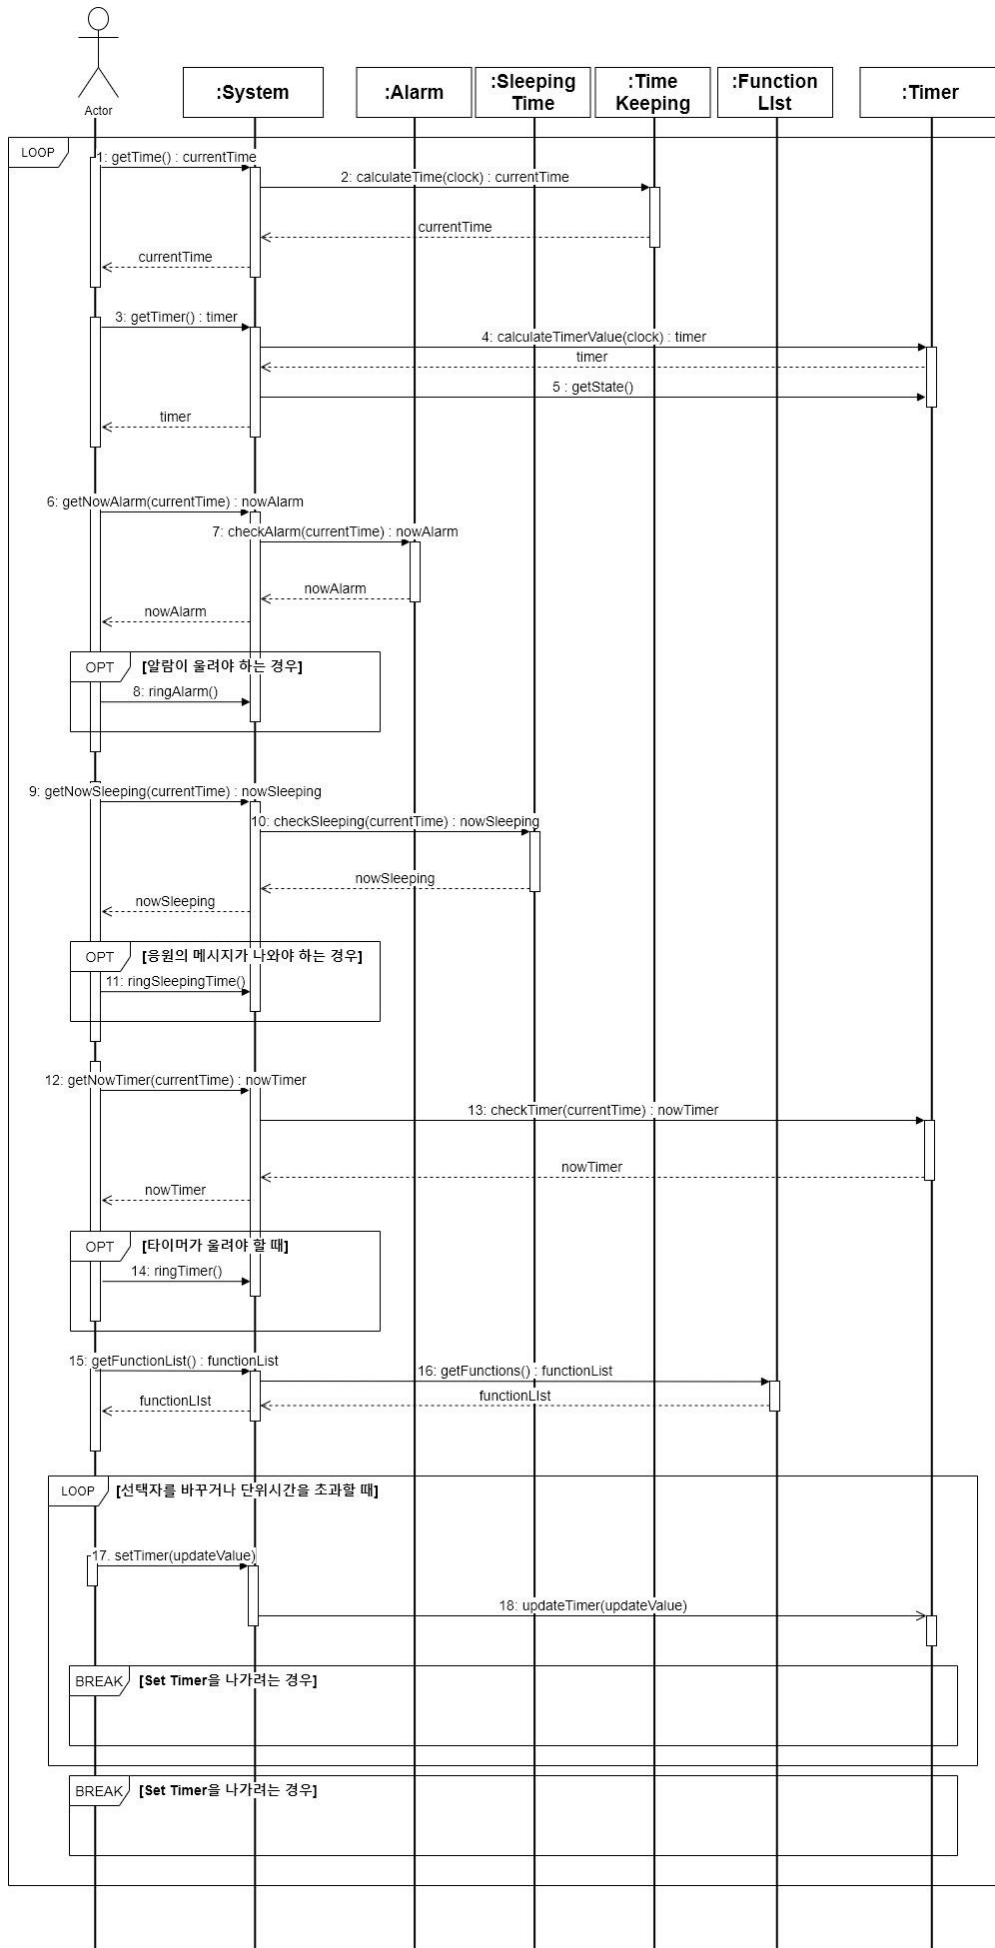 Actor
:System
:Alarm
:Sleeping
Time
:Time
Keeping
:Function
LIst
:Timer
LOOP
1: getTime() : currentTime
2: calculateTime(clock) : currentTime
currentTime
currentTime
3: getTimer() : timer
4: calculateTimerValue(clock) : timer
timer
5 : getState()
timer
6: getNowAlarm(currentTime) : nowAlarm
7: checkAlarm(currentTime) : nowAlarm
nowAlarm
nowAlarm
OPT
[알람이 울려야 하는 경우]
8: ringAlarm()
9: getNowSleeping(currentTime) : nowSleeping
10: checkSleeping(currentTime) : nowSleeping
nowSleeping
nowSleeping
OPT
[응원의 메시지가 나와야 하는 경우]
11: ringSleepingTime()
12: getNowTimer(currentTime) : nowTimer
13: checkTimer(currentTime) : nowTimer
nowTimer
nowTimer
OPT
[타이머가 울려야 할 때]
14: ringTimer()
15: getFunctionList() : functionList
16: getFunctions() : functionList
functionLIst
functionLIst
LOOP
[선택자를 바꾸거나 단위시간을 초과할 때]
17. setTimer(updateValue)
18: updateTimer(updateValue)
BREAK
[Set Timer을 나가려는 경우]
BREAK
[Set Timer을 나가려는 경우]